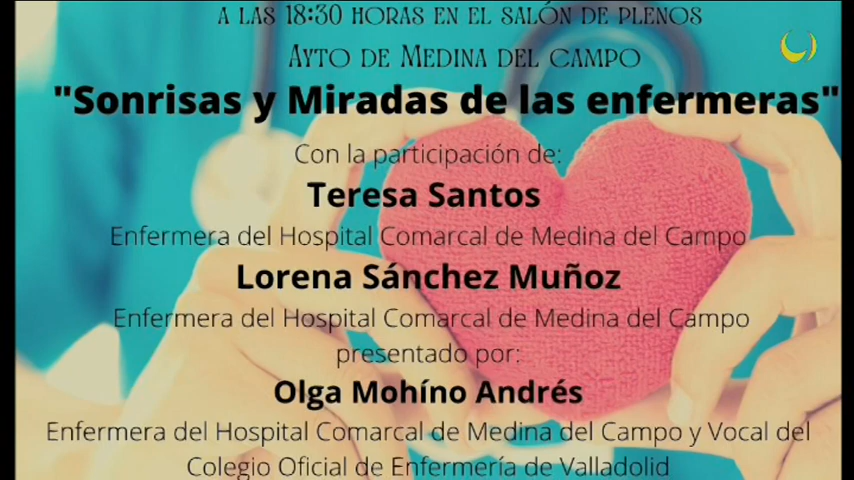 A LAS 18:30 HORAS EN EL SALÓN DE PLENOS
AYTO DE MEDINA DEL CAMPO
"Sonrisas y Miradas de las enfermeras"
Con la participación de:
Teresa Santos
Enfermera del Hospital Comarcal de Medina del Campo
Lorena Sánchez Muñoz
Enfermera del Hospital Comarcal de Medina del Campo
presentado por:
Olga Mohíno Andrés
Enfermera del Hospital Comarcal de Medina del Campo y Vocal del
Colegio Oficial de Enfermería de Valladolid